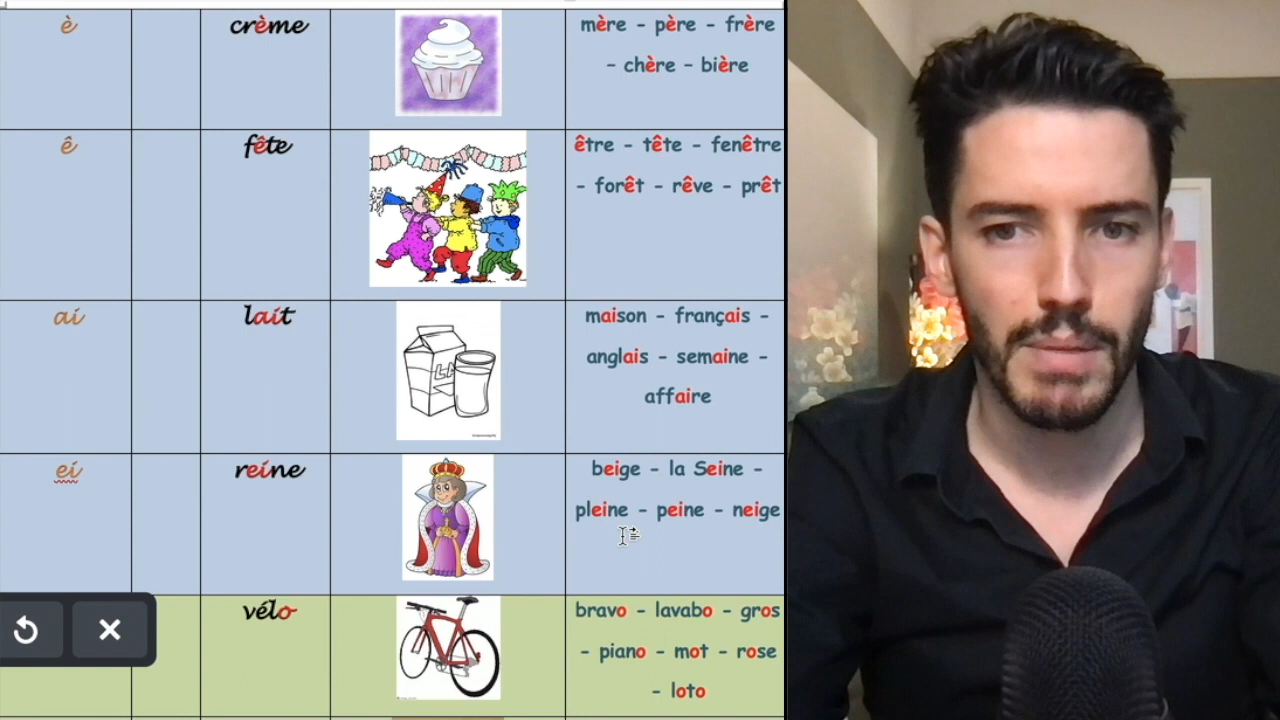 è
crème
mère - père - frère
- chère - bière
ê
fête
être - tête - fenêtre
- forêt - rêve - prêt
ai
lait
maison - français -
anglais - semaine -
affaire
ei
reine
beige - la Seine -
pleine - peine - neige
vélo
bravo - lavabo - gros
- piano - mot - rose
- loto